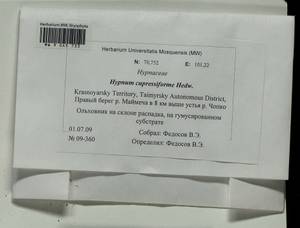 Herbarium MW, Bryophyta
Herbarium Universitatis Mosquensis (MW)
N: 70,752 E: 101,22
Hypnaceae
Hypnum cupressiforme Hedw.
Krasnoyarsky Territory, Taimyrsky Autonomous District,
Правый берег р. Маймеча в 8 км выше устья р. Чопко
Ольховник на склоне распадка, на гумусированном
субстрате
01.07.09 Собрал: Федосов В.Э.
№ 09-360 Определил: Федосов В.Э.